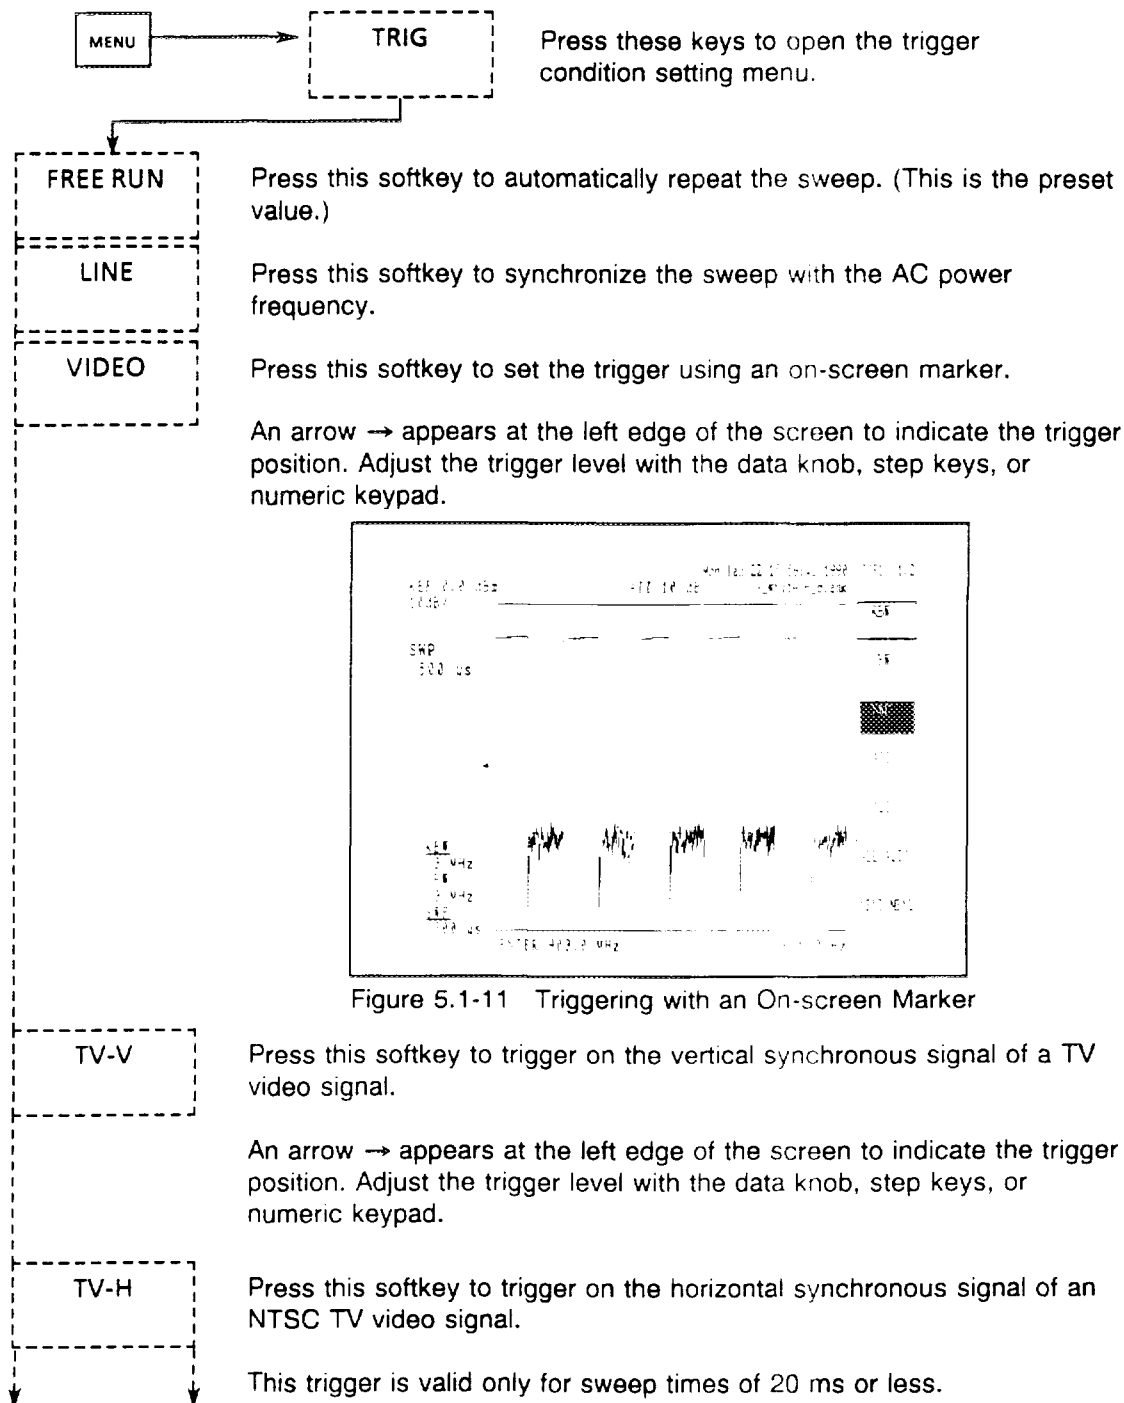 MENU
TRIG
Press these keys to open the trigger
condition setting menu.
FREE RUN
Press this softkey to automatically repeat the sweep. (This is the preset
value.)
LINE
Press this softkey to synchronize the sweep with the AC power
frequency.
VIDEO
Press this softkey to set the trigger using an on-screen marker.
An arrow → appears at the left edge of the screen to indicate the trigger
position. Adjust the trigger level with the data knob, step keys, or
numeric keypad.
10dB/
SWP
500 us
Figure 5.1-11 Triggering with an On-screen Marker
TV-V
Press this softkey to trigger on the vertical synchronous signal of a TV
video signal.
An arrow → appears at the left edge of the screen to indicate the trigger
position. Adjust the trigger level with the data knob, step keys, or
numeric keypad.
TV-H
Press this softkey to trigger on the horizontal synchronous signal of an
NTSC TV video signal.
This trigger is valid only for sweep times of 20 ms or less.